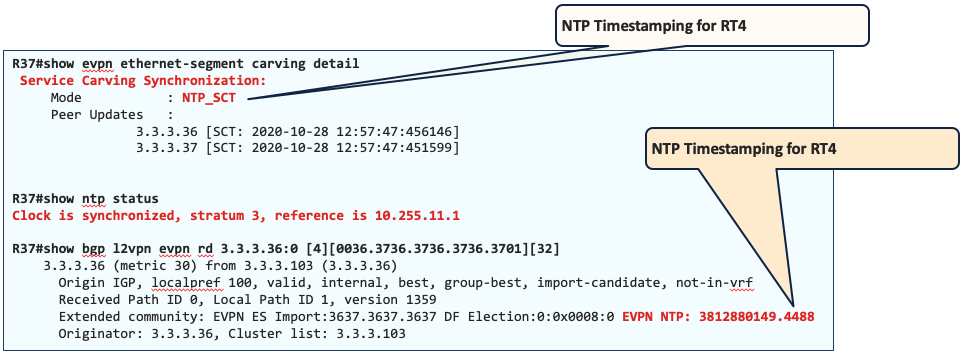 NTP Timestamping for RT4
R37#show evpn ethernet-segment carving detail
Service Carving Synchronization:
Mode : NTP_SCT
Peer Updates :
3.3.3.36 [SCT: 2020-10-28 12:57:47:456146]
3.3.3.37 [SCT: 2020-10-28 12:57:47:451599]
NTP Timestamping for RT4
R37#show ntp status
Clock is synchronized, stratum 3, reference is 10.255.11.1
R37#show bgp l2vpn evpn rd 3.3.3.36:0 [4][0036.3736.3736.3736.3701][32]
3.3.3.36 (metric 30) from 3.3.3.103 (3.3.3.36)
Origin IGP, localpref 100, valid, internal, best, group-best, import-candidate, not-in-vrf
Received Path ID 0, Local Path ID 1, version 1359
Extended community: EVPN ES Import:3637.3637.3637 DF Election:0:0x0008:0 EVPN NTP: 3812880149.4488
Originator: 3.3.3.36, Cluster list: 3.3.3.103